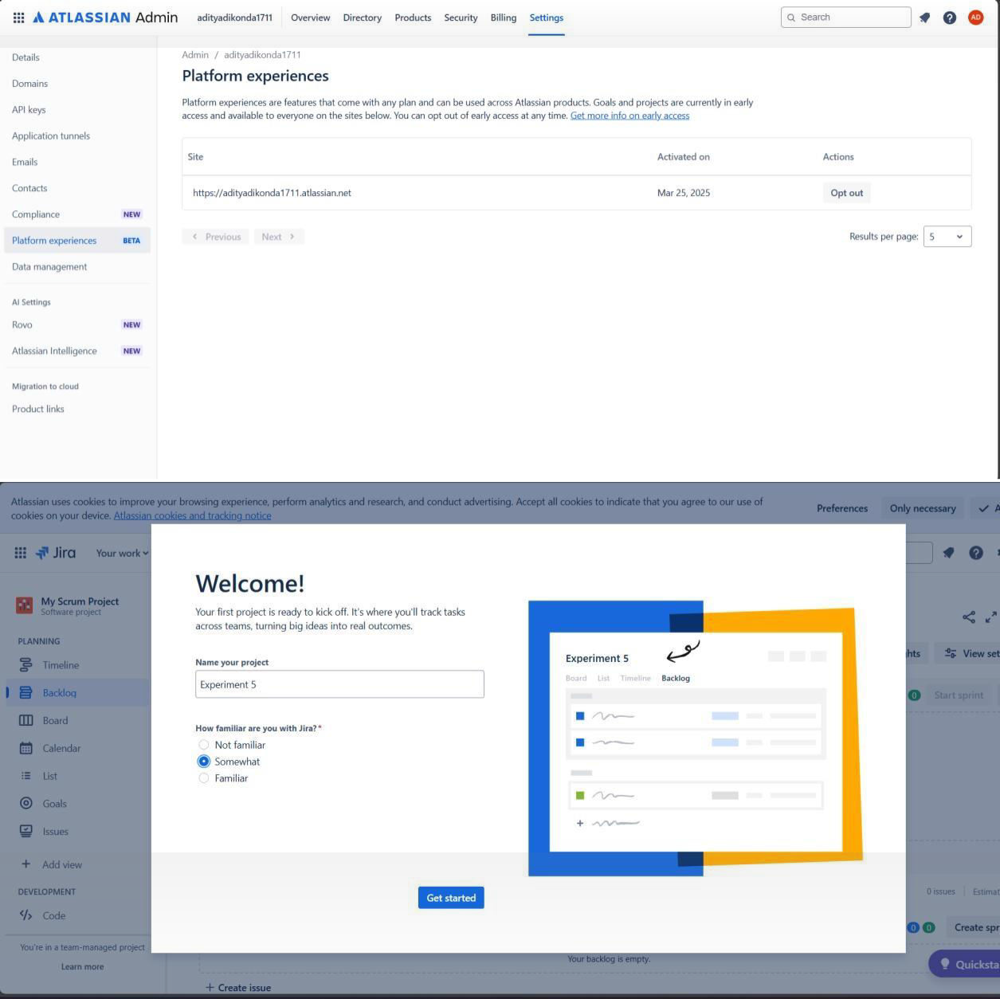 ATLASSIAN Admin adityadikonda1711 Overview Directory Products Security Billing Settings Search AD
Details
Domains
API keys
Application tunnels
Emails
Contacts
Compliance NEW
Platform experiences BETA
Data management
AI Settings
Rovo NEW
Atlassian Intelligence NEW
Migration to cloud
Product links
Admin / adityadikonda1711
Platform experiences
Platform experiences are features that come with any plan and can be used across Atlassian products. Goals and projects are currently in early
access and available to everyone on the sites below. You can opt out of early access at any time. Get more info on early access
Site Activated on Actions
https://adityadikonda1711.atlassian.net Mar 25, 2025 Opt out
Previous Next Results per page: 5
Atlassian uses cookies to improve your browsing experience, perform analytics and research, and conduct advertising. Accept all cookies to indicate that you agree to our use of
cookies on your device. Atlassian cookies and tracking notice
Preferences Only necessary A
Jira Your work
My Scrum Project
Software project
PLANNING
Timeline
Backlog
Board
Calendar
List
Goals
Issues
Add view
DEVELOPMENT
Code
You're in a team-managed project
Learn more
Welcome!
Your first project is ready to kick off. It's where you'll track tasks
across teams, turning big ideas into real outcomes.
Name your project
Experiment 5
How familiar are you with Jira?*
Not familiar
Somewhat
Familiar
Get started
Experiment 5
Board List Timeline Backlog
hts View set
0 Start sprint
0 issues Estimat
0 0 Create spr
Your backlog is empty.
Quicksta
+ Create issue